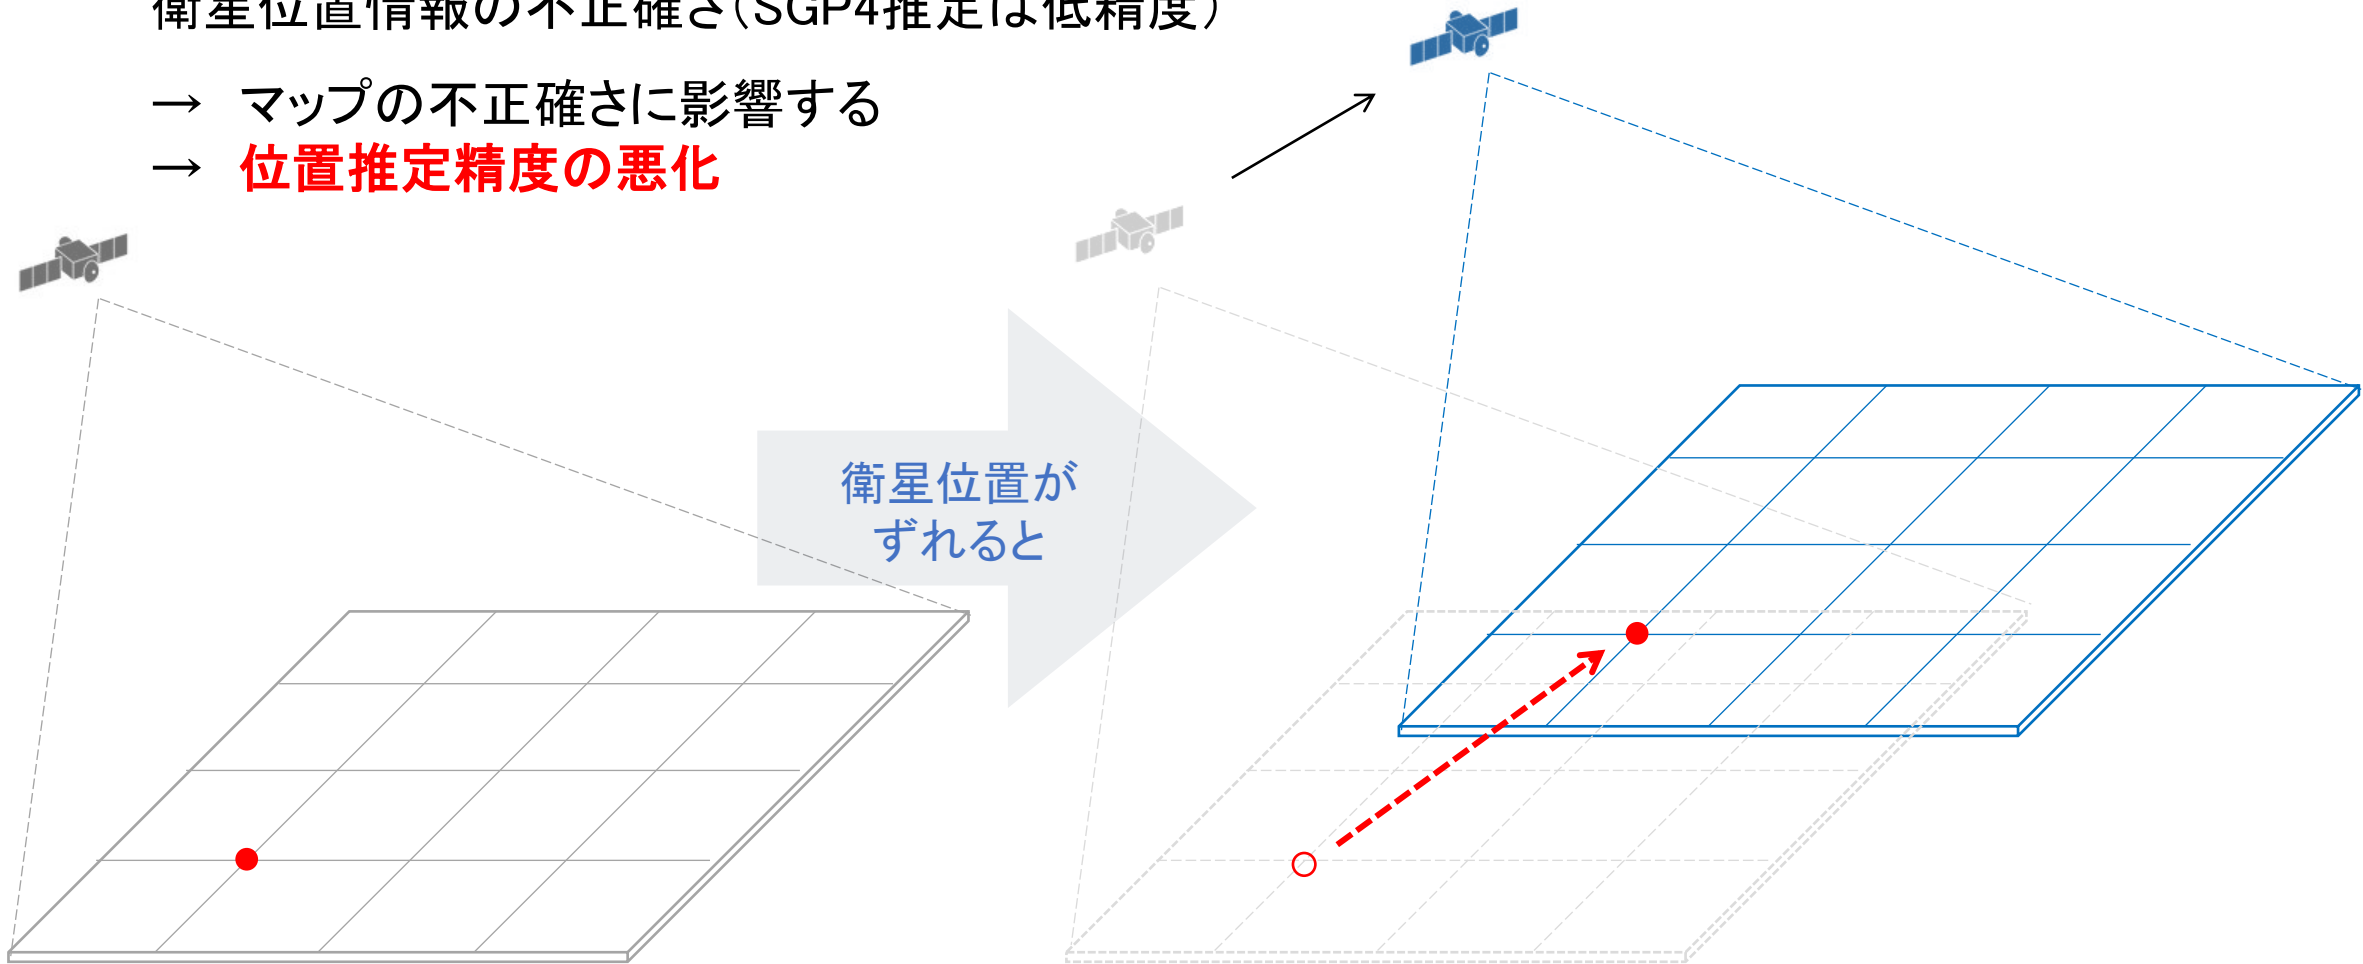 衛星位置情報の不正確さ（SGP4推定は低精度）
→ マップの不正確さに影響する
→ 位置推定精度の悪化
衛星位置が
ずれると